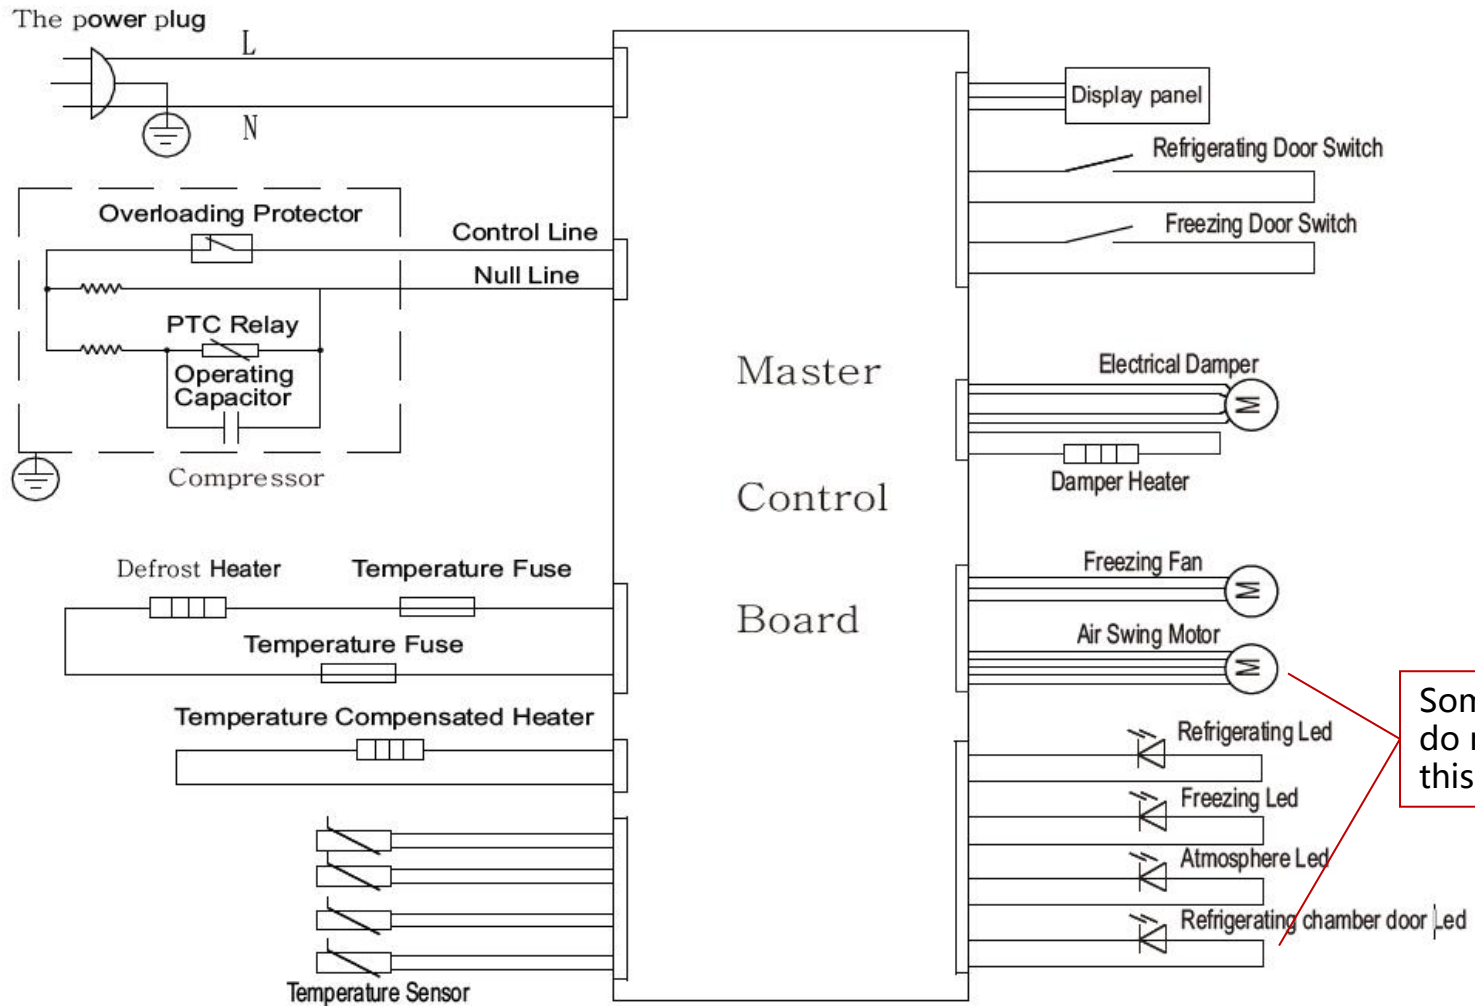 The power plug
L
N
Overloading Protector
Control Line
Null Line
PTC Relay
Operating
Capacitor
Compressor
Defrost Heater
Temperature Fuse
Temperature Fuse
Temperature Compensated Heater
Temperature Sensor
Master
Control
Board
Display panel
Refrigerating Door Switch
Freezing Door Switch
Electrical Damper
M
Damper Heater
Freezing Fan
M
Air Swing Motor
M
Refrigerating Led
Freezing Led
Atmosphere Led
Refrigerating chamber door Led
do
this